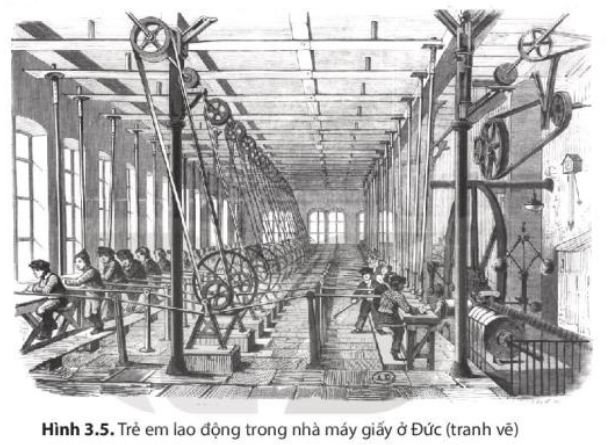 Hình 3.5. Trẻ em lao động trong nhà máy giấy ở Đức (tranh vẽ)